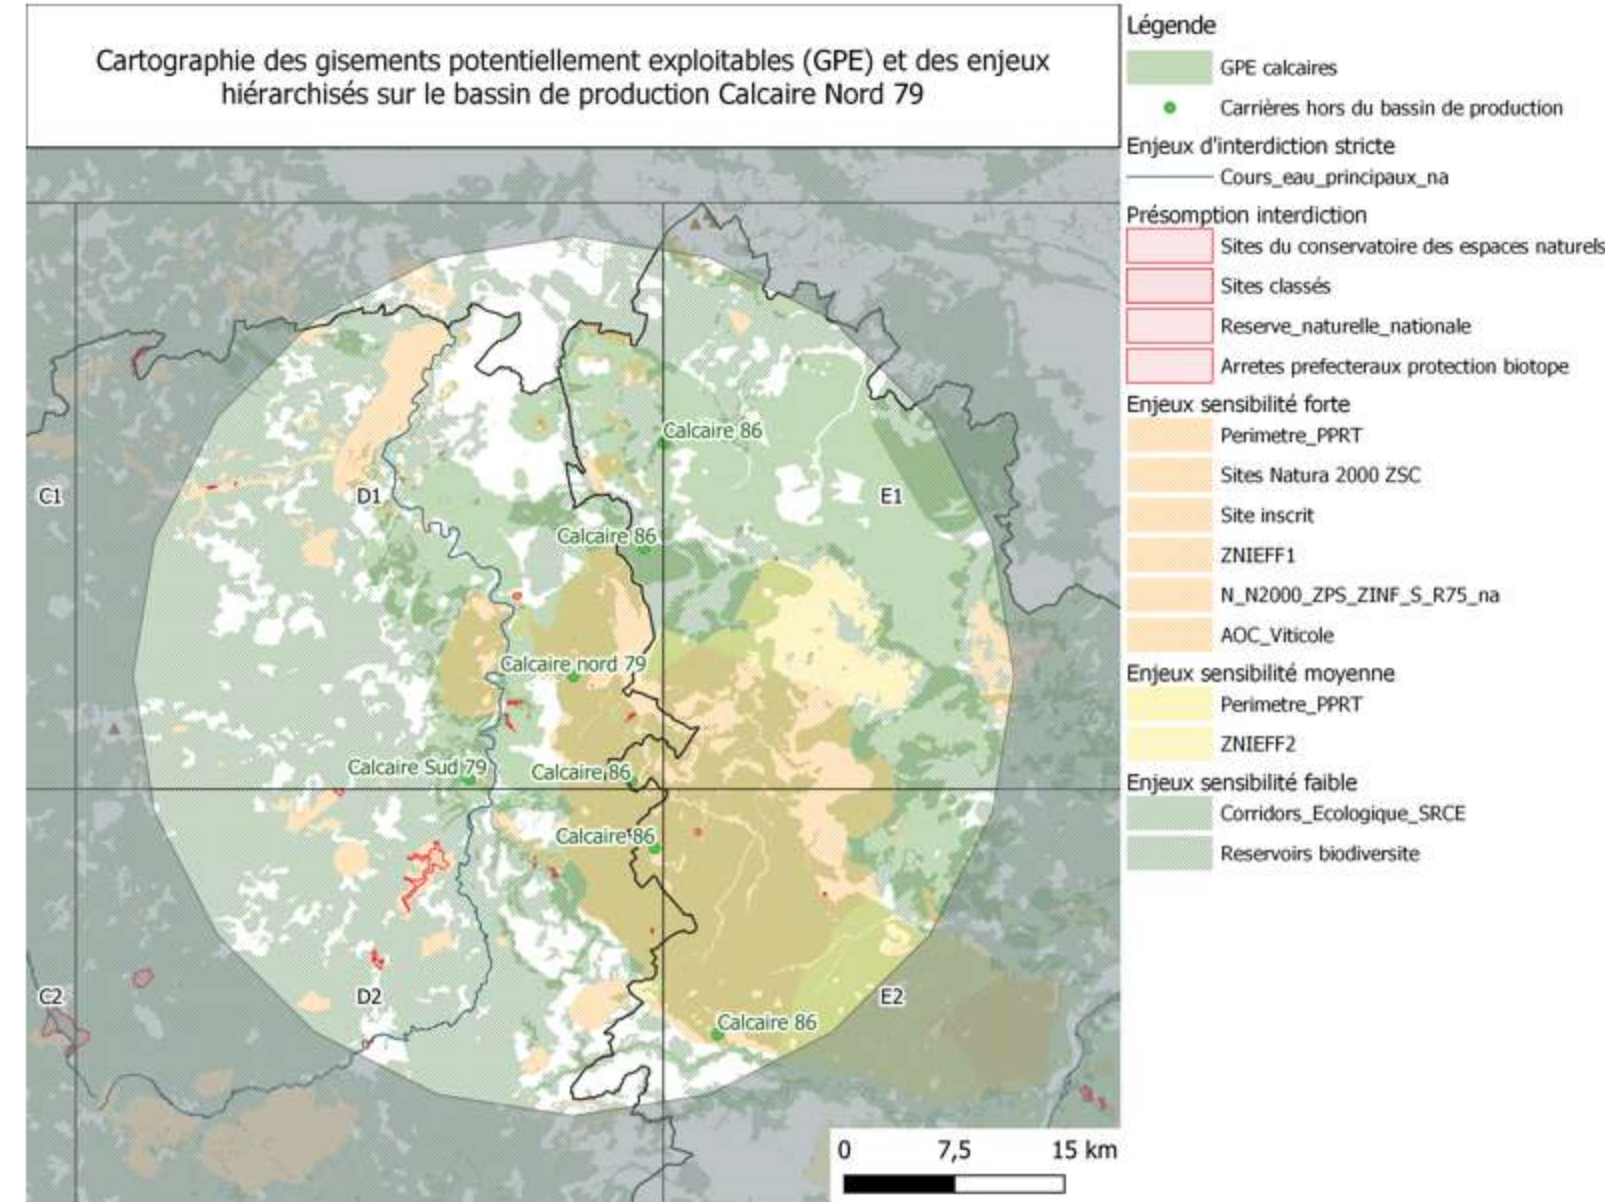 Cartographie des gisements potentiellement exploitables (GPE) et des enjeux
hiérarchisés sur le bassin de production Calcaire Nord 79
Légende
GPE calcaires
Carrières hors du bassin de production
Enjeux d'interdiction stricte
Cours_eau_principaux_na
Présomption interdiction
Sites du conservatoire des espaces naturels
Sites classés
Reserve_naturelle_nationale
Arretes prefecteraux protection biotope
Enjeux sensibilité forte
Perimetre_PPRT
Sites Natura 2000 ZSC
Site inscrit
ZNIEFF1
N_N2000_ZPS_ZINF_S_R75_na
AOC_Viticole
Enjeux sensibilité moyenne
Perimetre_PPRT
ZNIEFF2
Enjeux sensibilité faible
Corridors_Ecologique_SRCE
Reservoirs biodiversite
Calcaire 86
C1
D1
E1
Calcaire 86
Calcaire nord 79
Calcaire Sud 79
Calcaire 86
Calcaire 86
C2
D2
E2
Calcaire 86
0 7,5 15 km